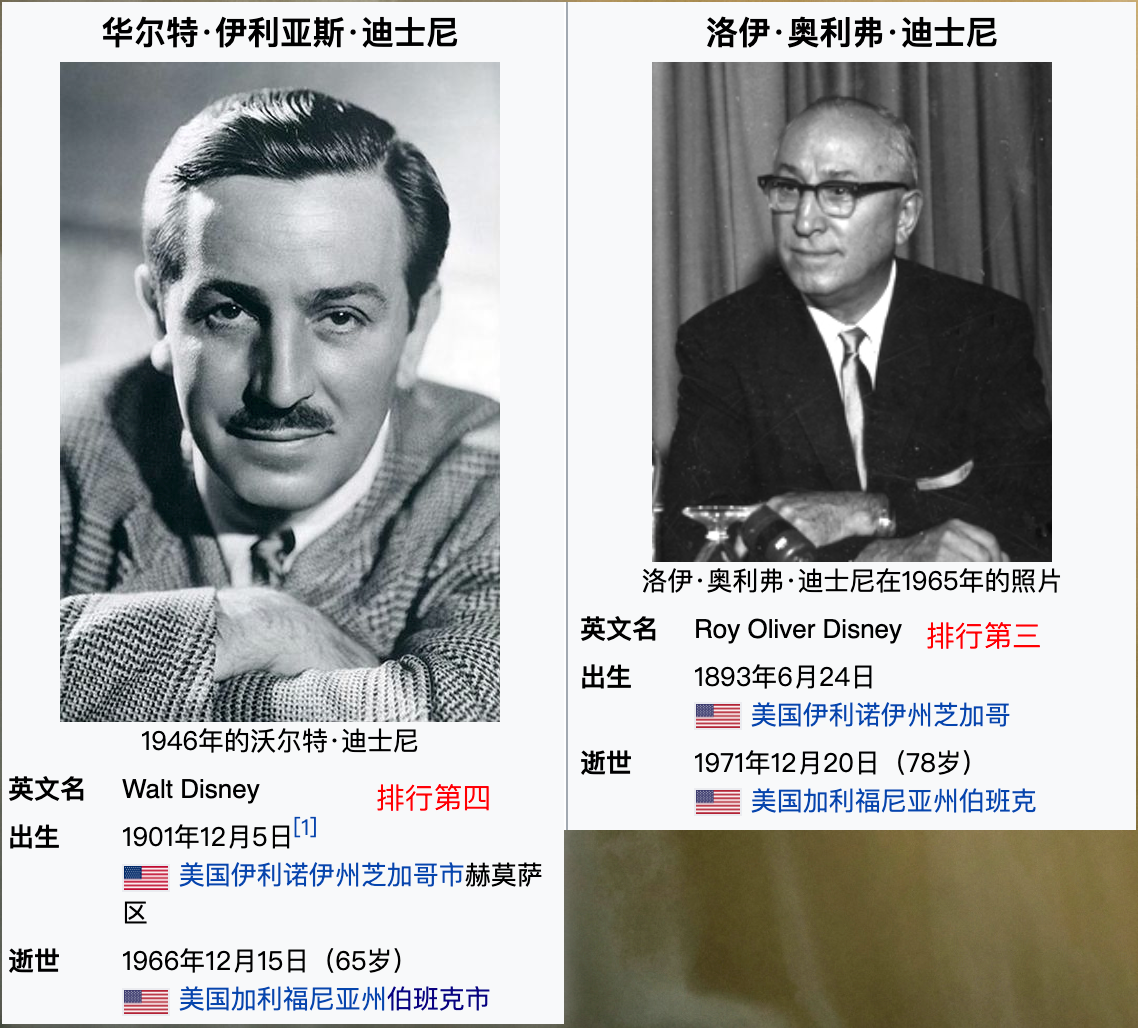 华尔特·伊利亚斯·迪士尼
1946年的沃尔特·迪士尼
英文名 Walt Disney 排行第四
出生 1901年12月5日[1]
美国伊利诺伊州芝加哥市赫莫萨
区
逝世 1966年12月15日（65岁）
美国加利福尼亚州伯班克市
洛伊·奥利弗·迪士尼
洛伊·奥利弗·迪士尼在1965年的照片
英文名 Roy Oliver Disney 排行第三
出生 1893年6月24日
美国伊利诺伊州芝加哥
逝世 1971年12月20日（78岁）
美国加利福尼亚州伯班克